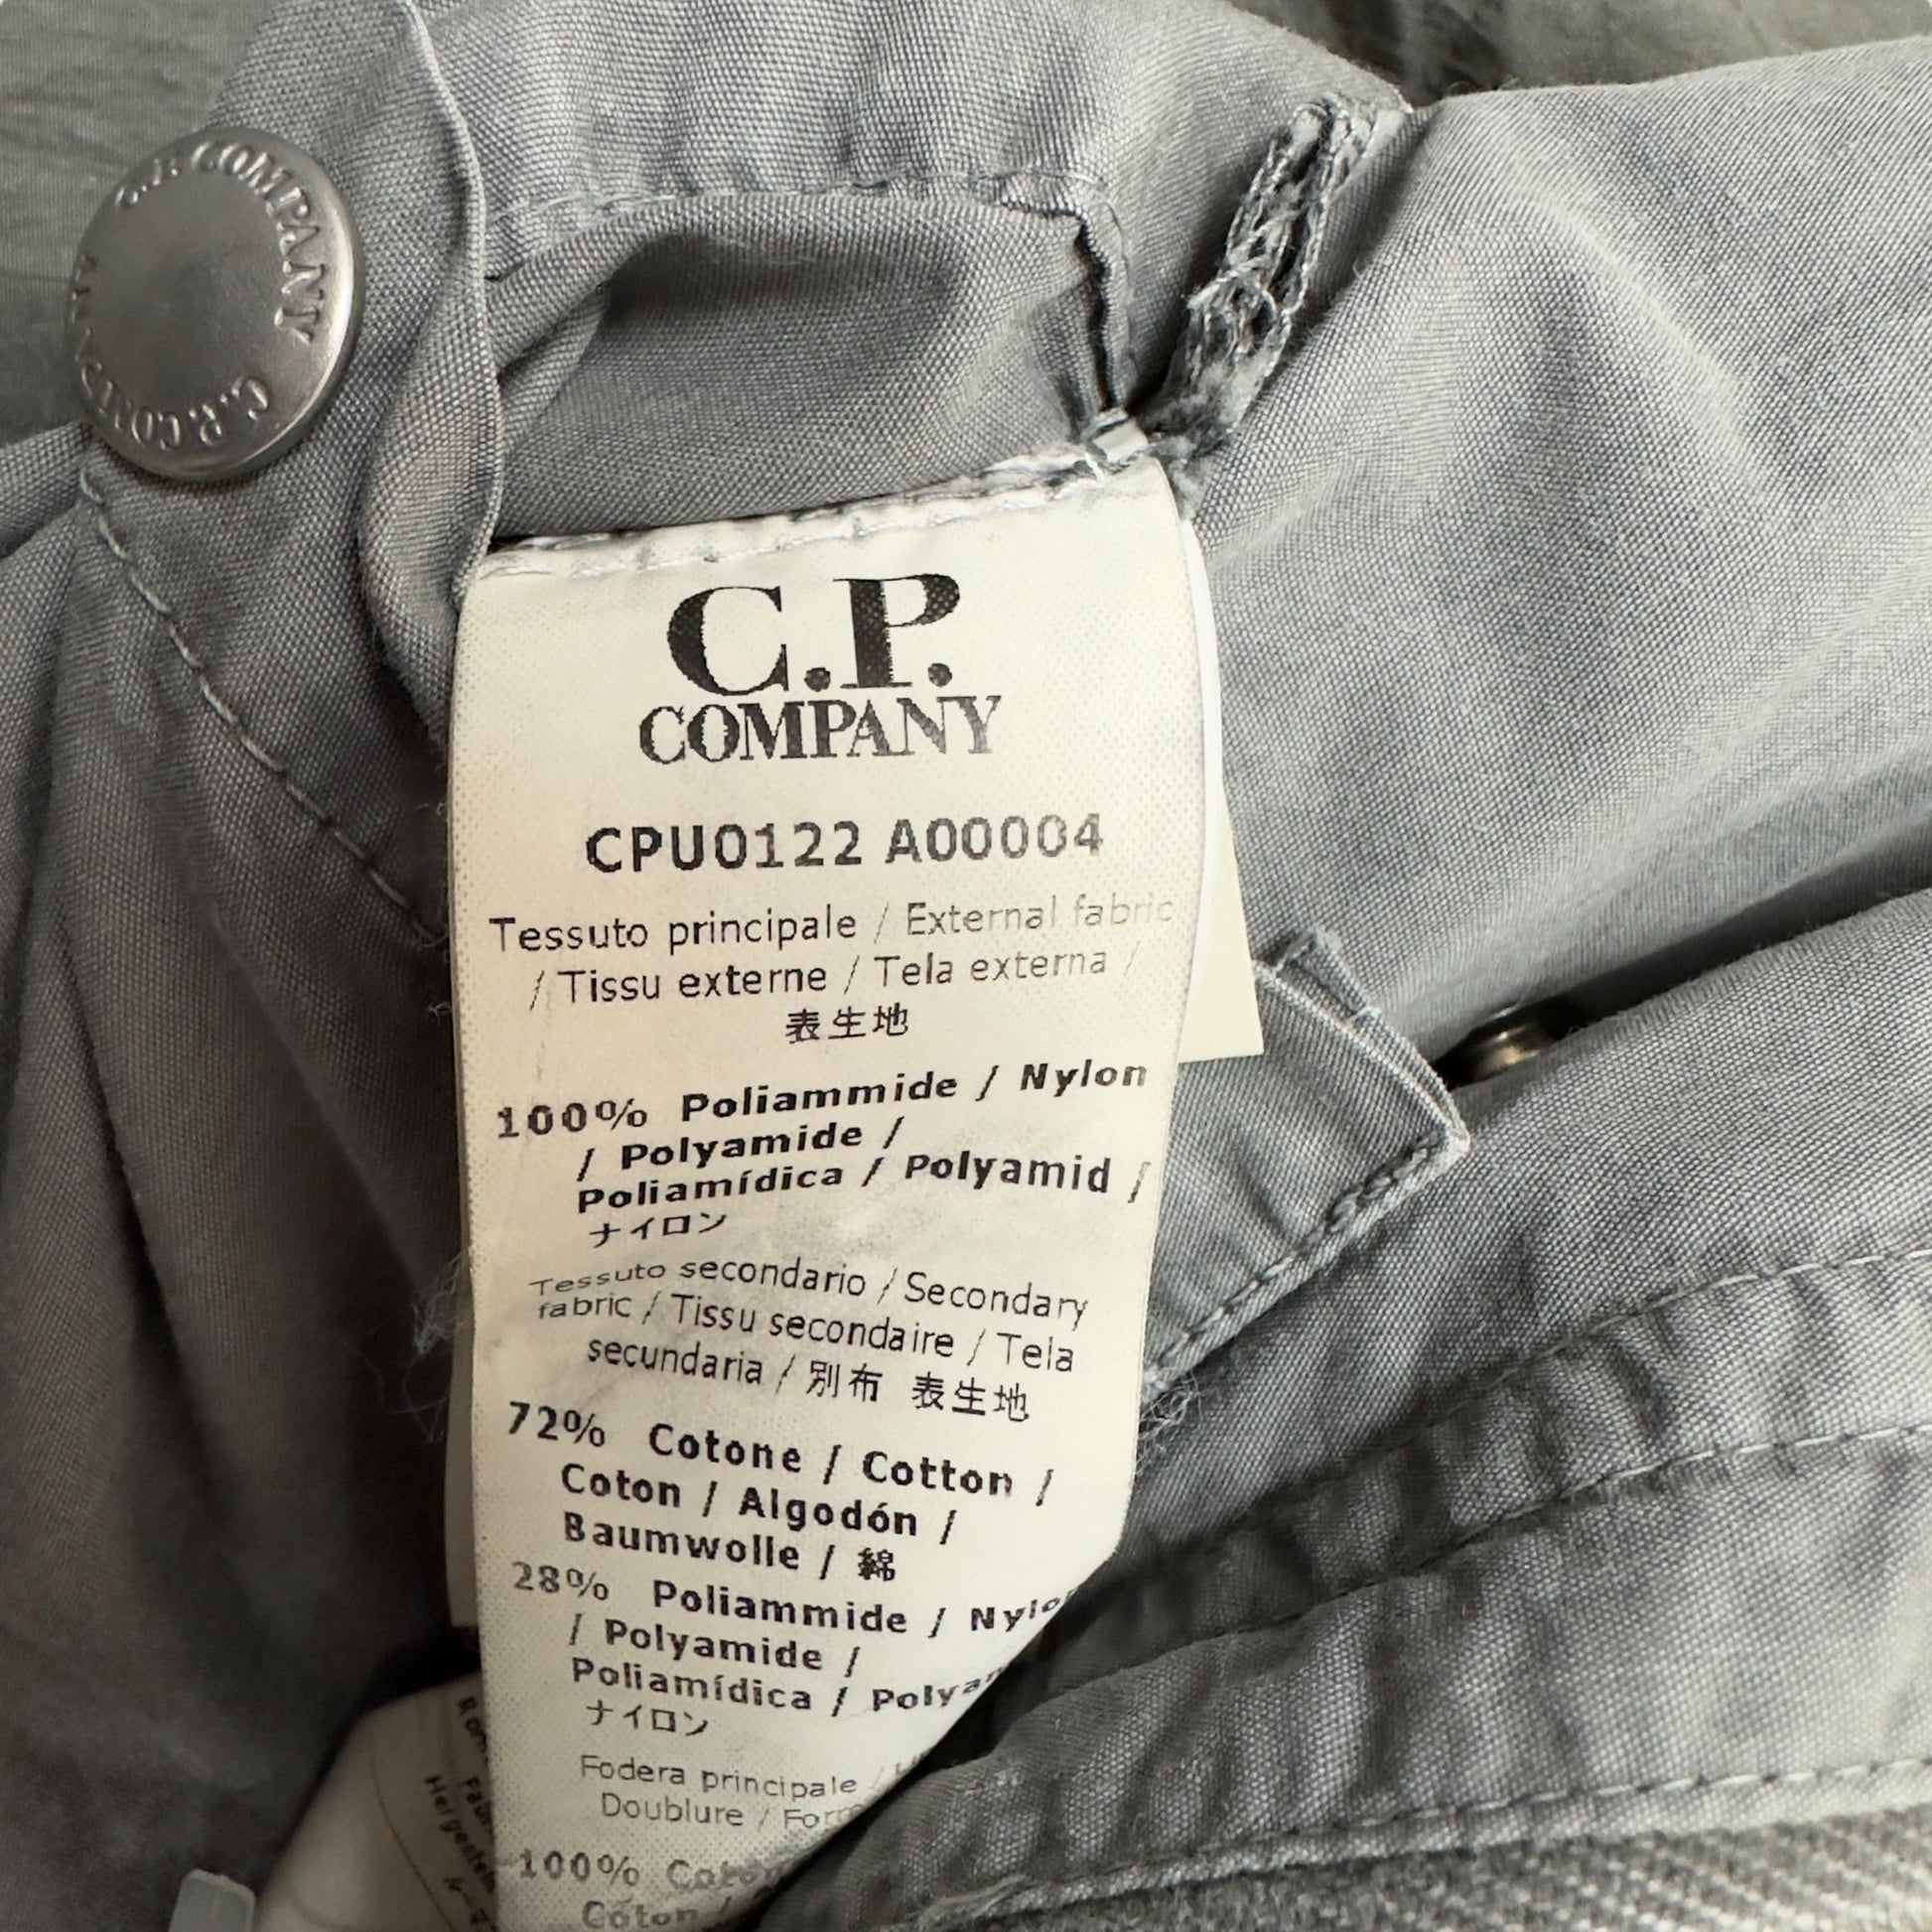 C.P. COMPANY
C.P. COMPANY
C.P.
COMPANY
CPU0122 A00004
Tessuto principale / External fabric
/ Tissu externe / Tela externa /
表生地
100% Poliammide / Nylon
/ Polyamide /
Poliamídica / Polyamid /
ナイロン
Tessuto secondario / Secondary
fabric / Tissu secondaire / Tela
secundaria / 別布 表生地
72% Cotone / Cotton /
Coton / Algodón /
Baumwolle / 綿
28% Poliammide / Nylon
/ Polyamide /
Poliamídica /
ナイロン
Fodera principale /
Doublure /
100%
Coton /